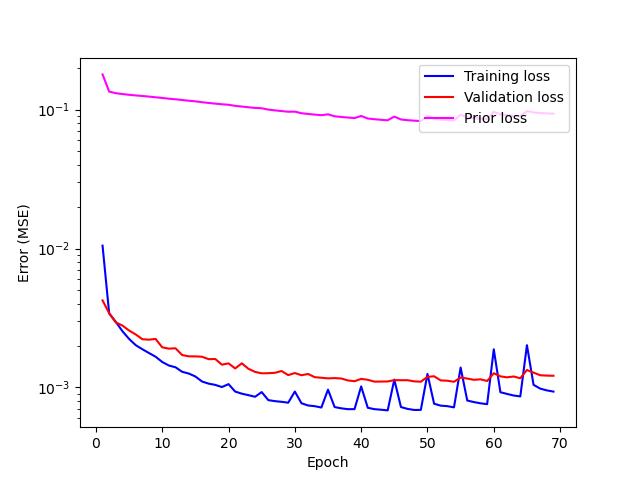 Training loss
Validation loss
Prior loss
10⁻¹
10⁻²
10⁻³
Error (MSE)
0 10 20 30 40 50 60 70
Epoch